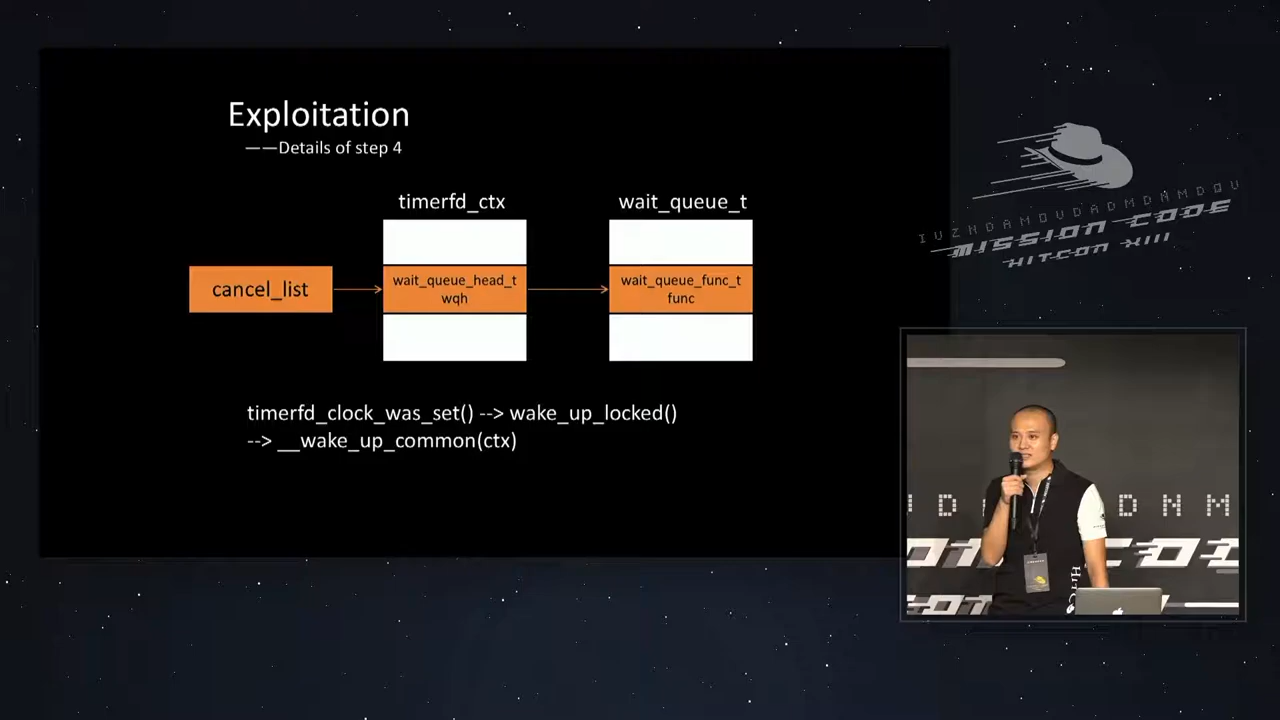 Exploitation
——Details of step 4
timerfd_ctx
wait_queue_t
cancel_list
wait_queue_head_t
wqh
wait_queue_func_t
func
timerfd_clock_was_set() --> wake_up_locked()
--> __wake_up_common(ctx)
MISSION CODE
HITCON XIII